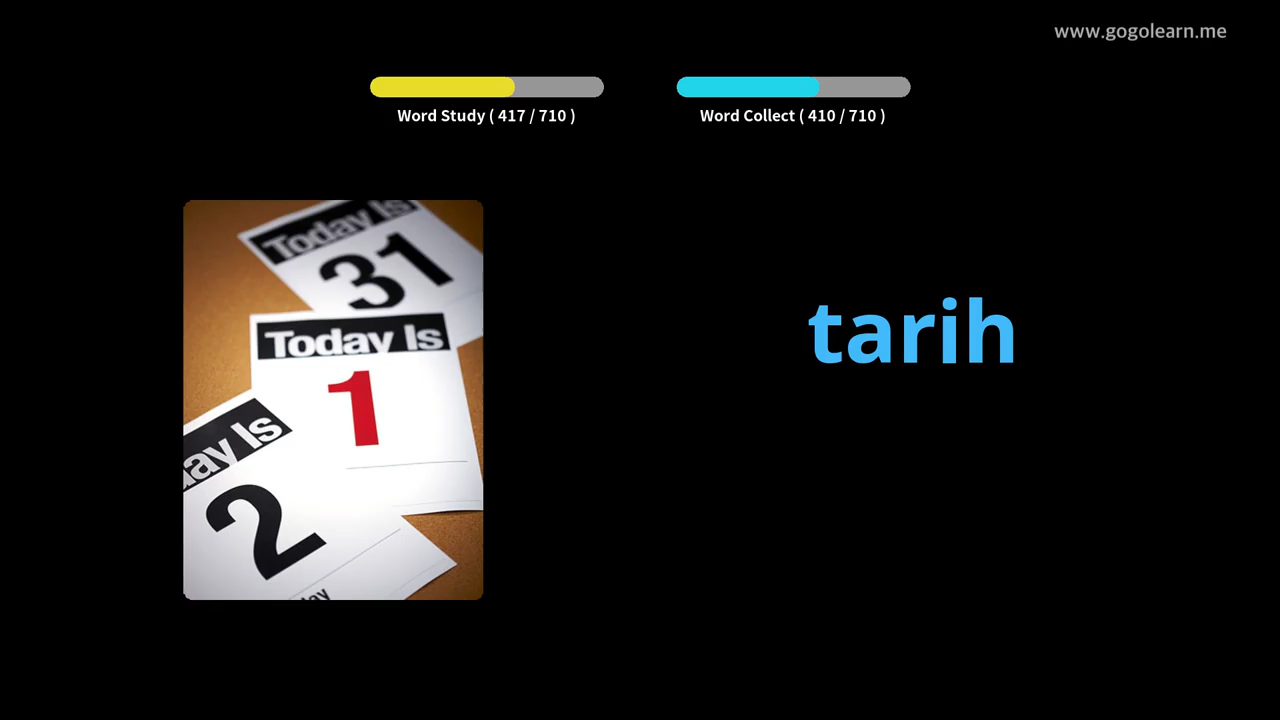 www.gogolearn.me
Word Study ( 417 / 710 )
Word Collect ( 410 / 710 )
Today Is
31
Today Is
1
ay Is
2
ay
tarih